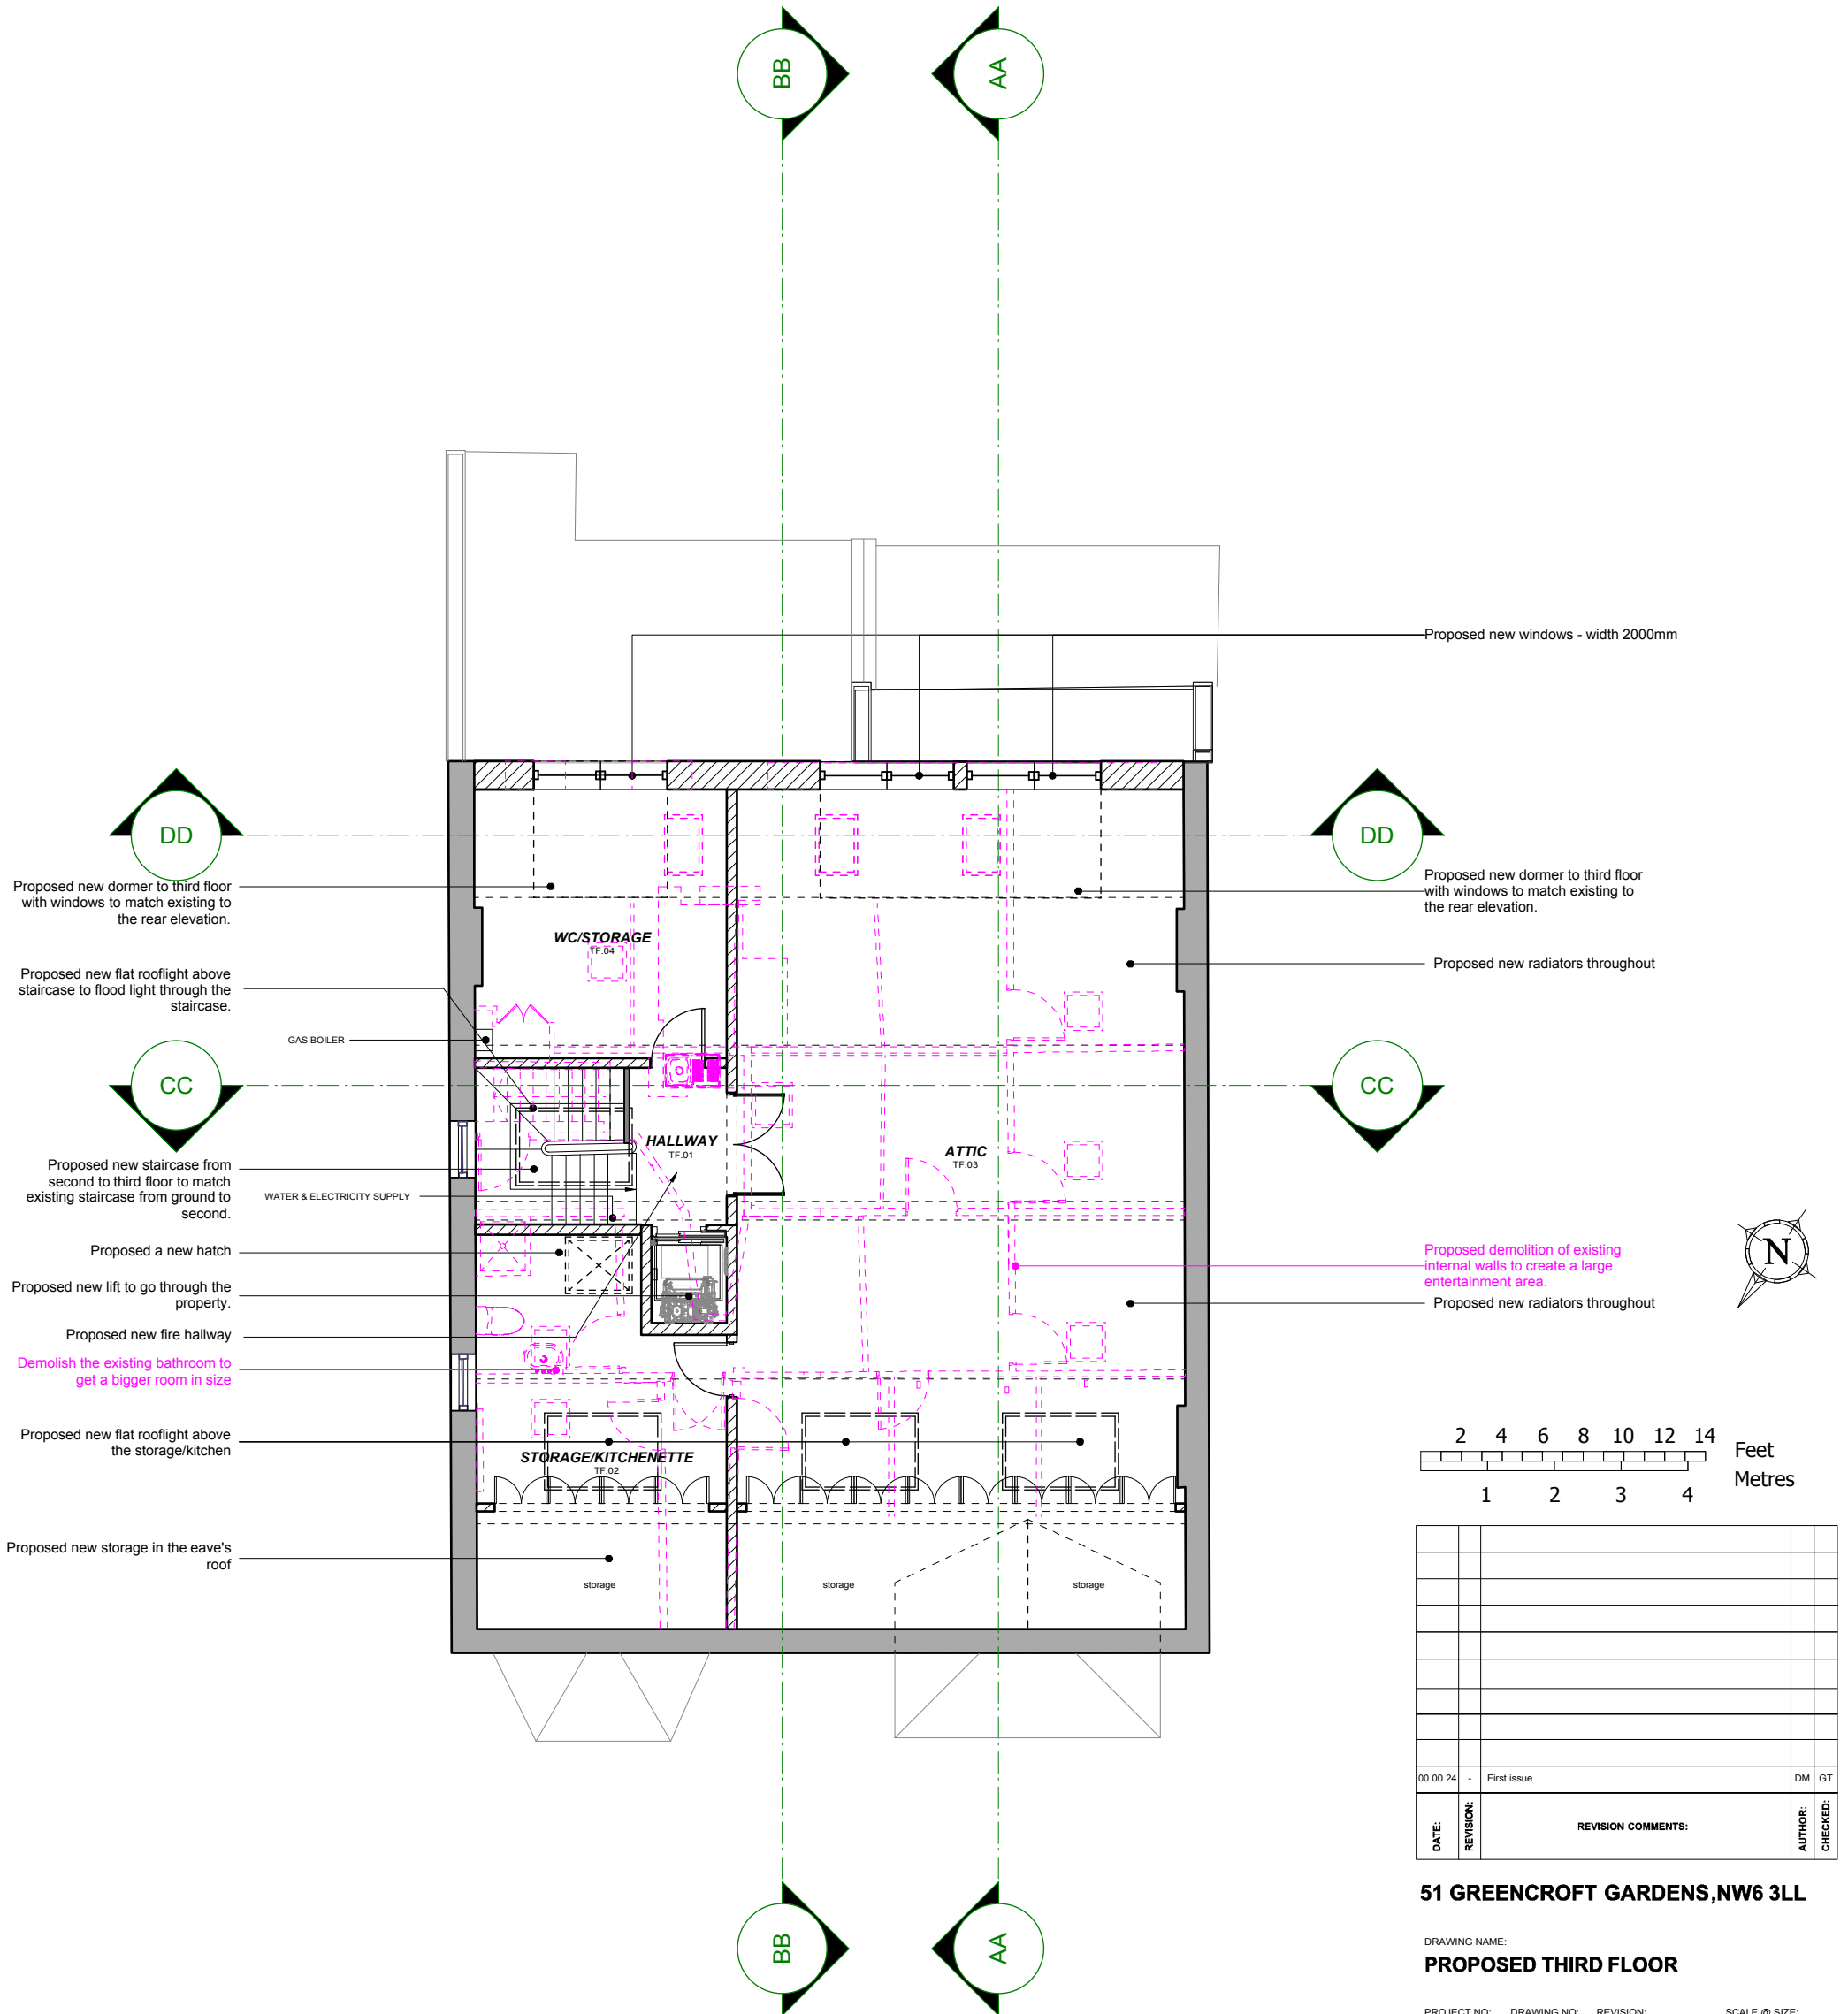 BB
AA
Proposed new windows - width 2000mm
DD
DD
Proposed new dormer to third floor
with windows to match existing to
the rear elevation.
Proposed new dormer to third floor
with windows to match existing to
the rear elevation.
WC/STORAGE
TF.04
Proposed new radiators throughout
Proposed new flat rooflight above
staircase to flood light through the
staircase.
GAS BOILER
CC
CC
HALLWAY
TF.01
ATTIC
TF.03
Proposed new staircase from
second to third floor to match
existing staircase from ground to
second.
WATER & ELECTRICITY SUPPLY
Proposed a new hatch
Proposed new lift to go through the
property.
Proposed new fire hallway
Demolish the existing bathroom to
get a bigger room in size
Proposed demolition of existing
internal walls to create a large
entertainment area.
Proposed new radiators throughout
N
Proposed new flat rooflight above
the storage/kitchen
STORAGE/KITCHENETTE
TF.02
2 4 6 8 10 12 14
Feet
Metres
1 2 3 4
Proposed new storage in the eave's
roof
storage
storage
storage
00.00.24 - First issue. DM GT
DATE: REVISION: REVISION COMMENTS: AUTHOR: CHECKED:
51 GREENCROFT GARDENS,NW6 3LL
DRAWING NAME:
PROPOSED THIRD FLOOR
PROJECT NO: DRAWING NO: REVISION: SCALE @ SIZE:
BB
AA